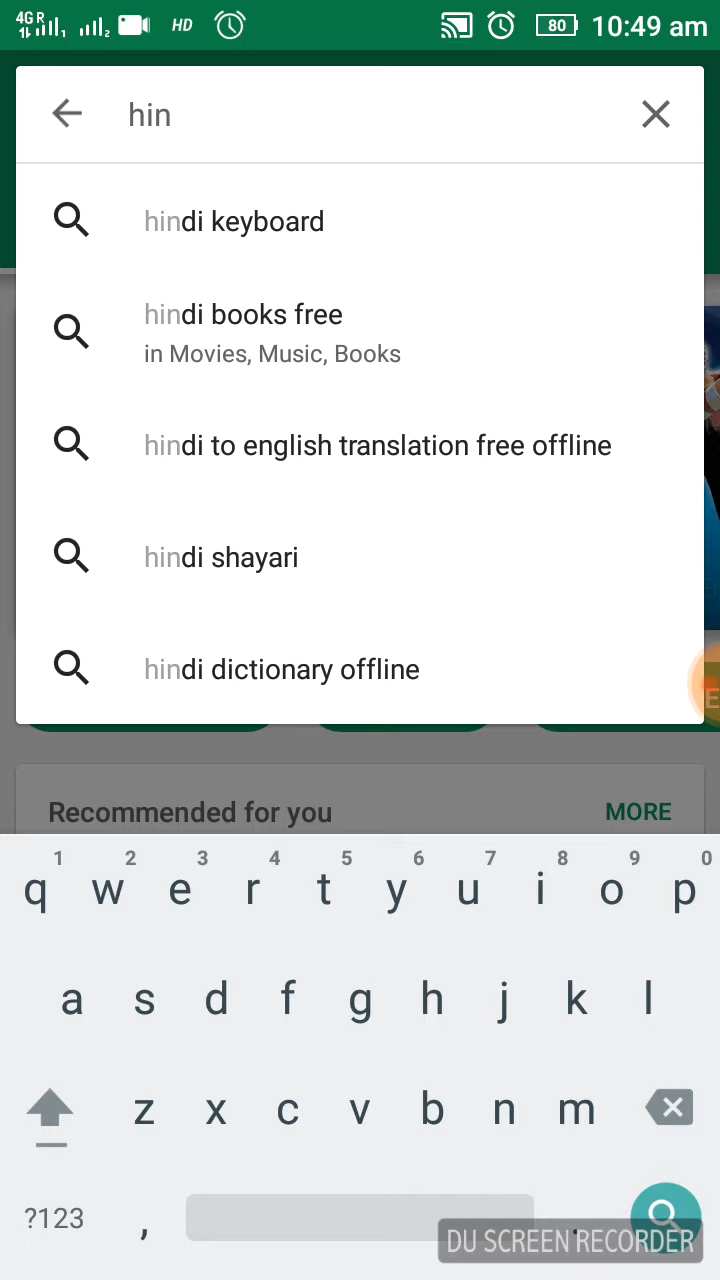 4G R 1 2 HD 80 10:49 am
hin
hindi keyboard
hindi books free
in Movies, Music, Books
hindi to english translation free offline
hindi shayari
hindi dictionary offline
E
Recommended for you MORE
1 2 3 4 5 6 7 8 9 0
q w e r t y u i o p
a s d f g h j k l
z x c v b n m
?123 , .
DU SCREEN RECORDER